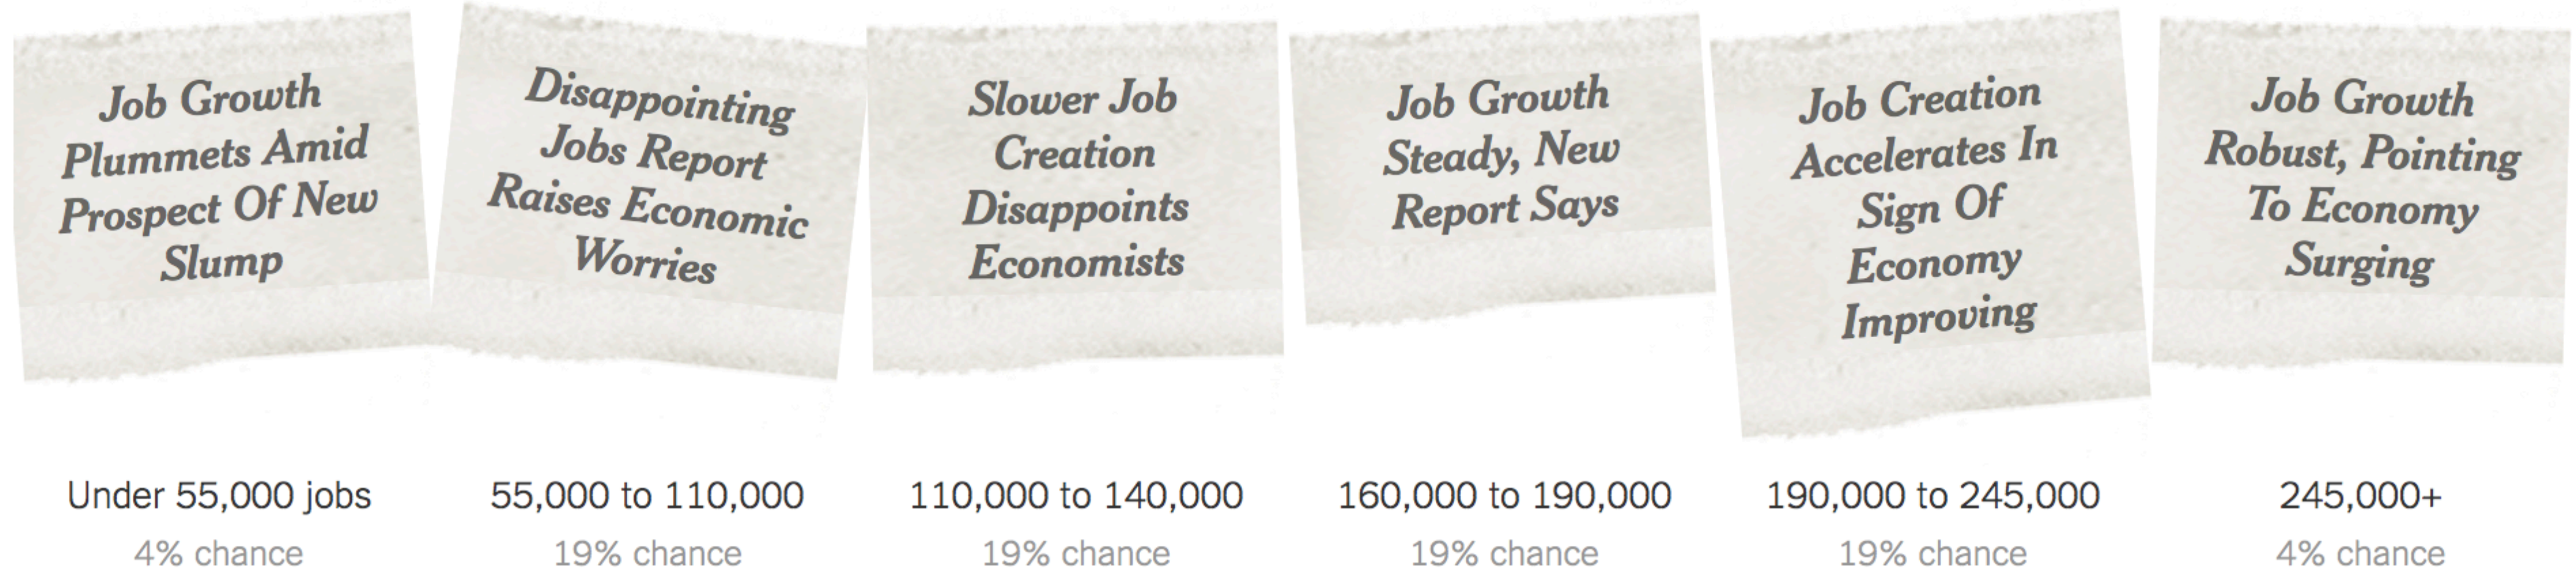 Job Growth
Plummets Amid
Prospect Of New
Slump
Under 55,000 jobs
4% chance
Disappointing
Jobs Report
Raises Economic
Worries
55,000 to 110,000
19% chance
Slower Job
Creation
Disappoints
Economists
110,000 to 140,000
19% chance
Job Growth
Steady, New
Report Says
160,000 to 190,000
19% chance
Job Creation
Accelerates In
Sign Of
Economy
Improving
190,000 to 245,000
19% chance
Job Growth
Robust, Pointing
To Economy
Surging
245,000+
4% chance